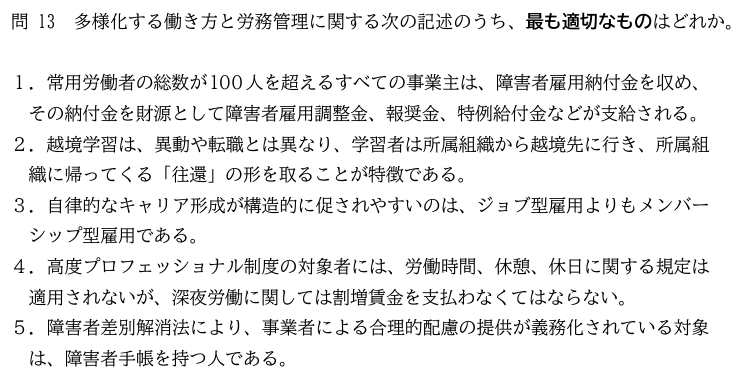 問 13　多様化する働き方と労務管理に関する次の記述のうち、最も適切なものはどれか。
１．常用労働者の総数が100人を超えるすべての事業主は、障害者雇用納付金を収め、
その納付金を財源として障害者雇用調整金、報奨金、特例給付金などが支給される。
２．越境学習は、異動や転職とは異なり、学習者は所属組織から越境先に行き、所属組
織に帰ってくる「往還」の形を取ることが特徴である。
３．自律的なキャリア形成が構造的に促されやすいのは、ジョブ型雇用よりもメンバー
シップ型雇用である。
４．高度プロフェッショナル制度の対象者には、労働時間、休憩、休日に関する規定は
適用されないが、深夜労働に関しては割増賃金を支払わなくてはならない。
５．障害者差別解消法により、事業者による合理的配慮の提供が義務化されている対象
は、障害者手帳を持つ人である。